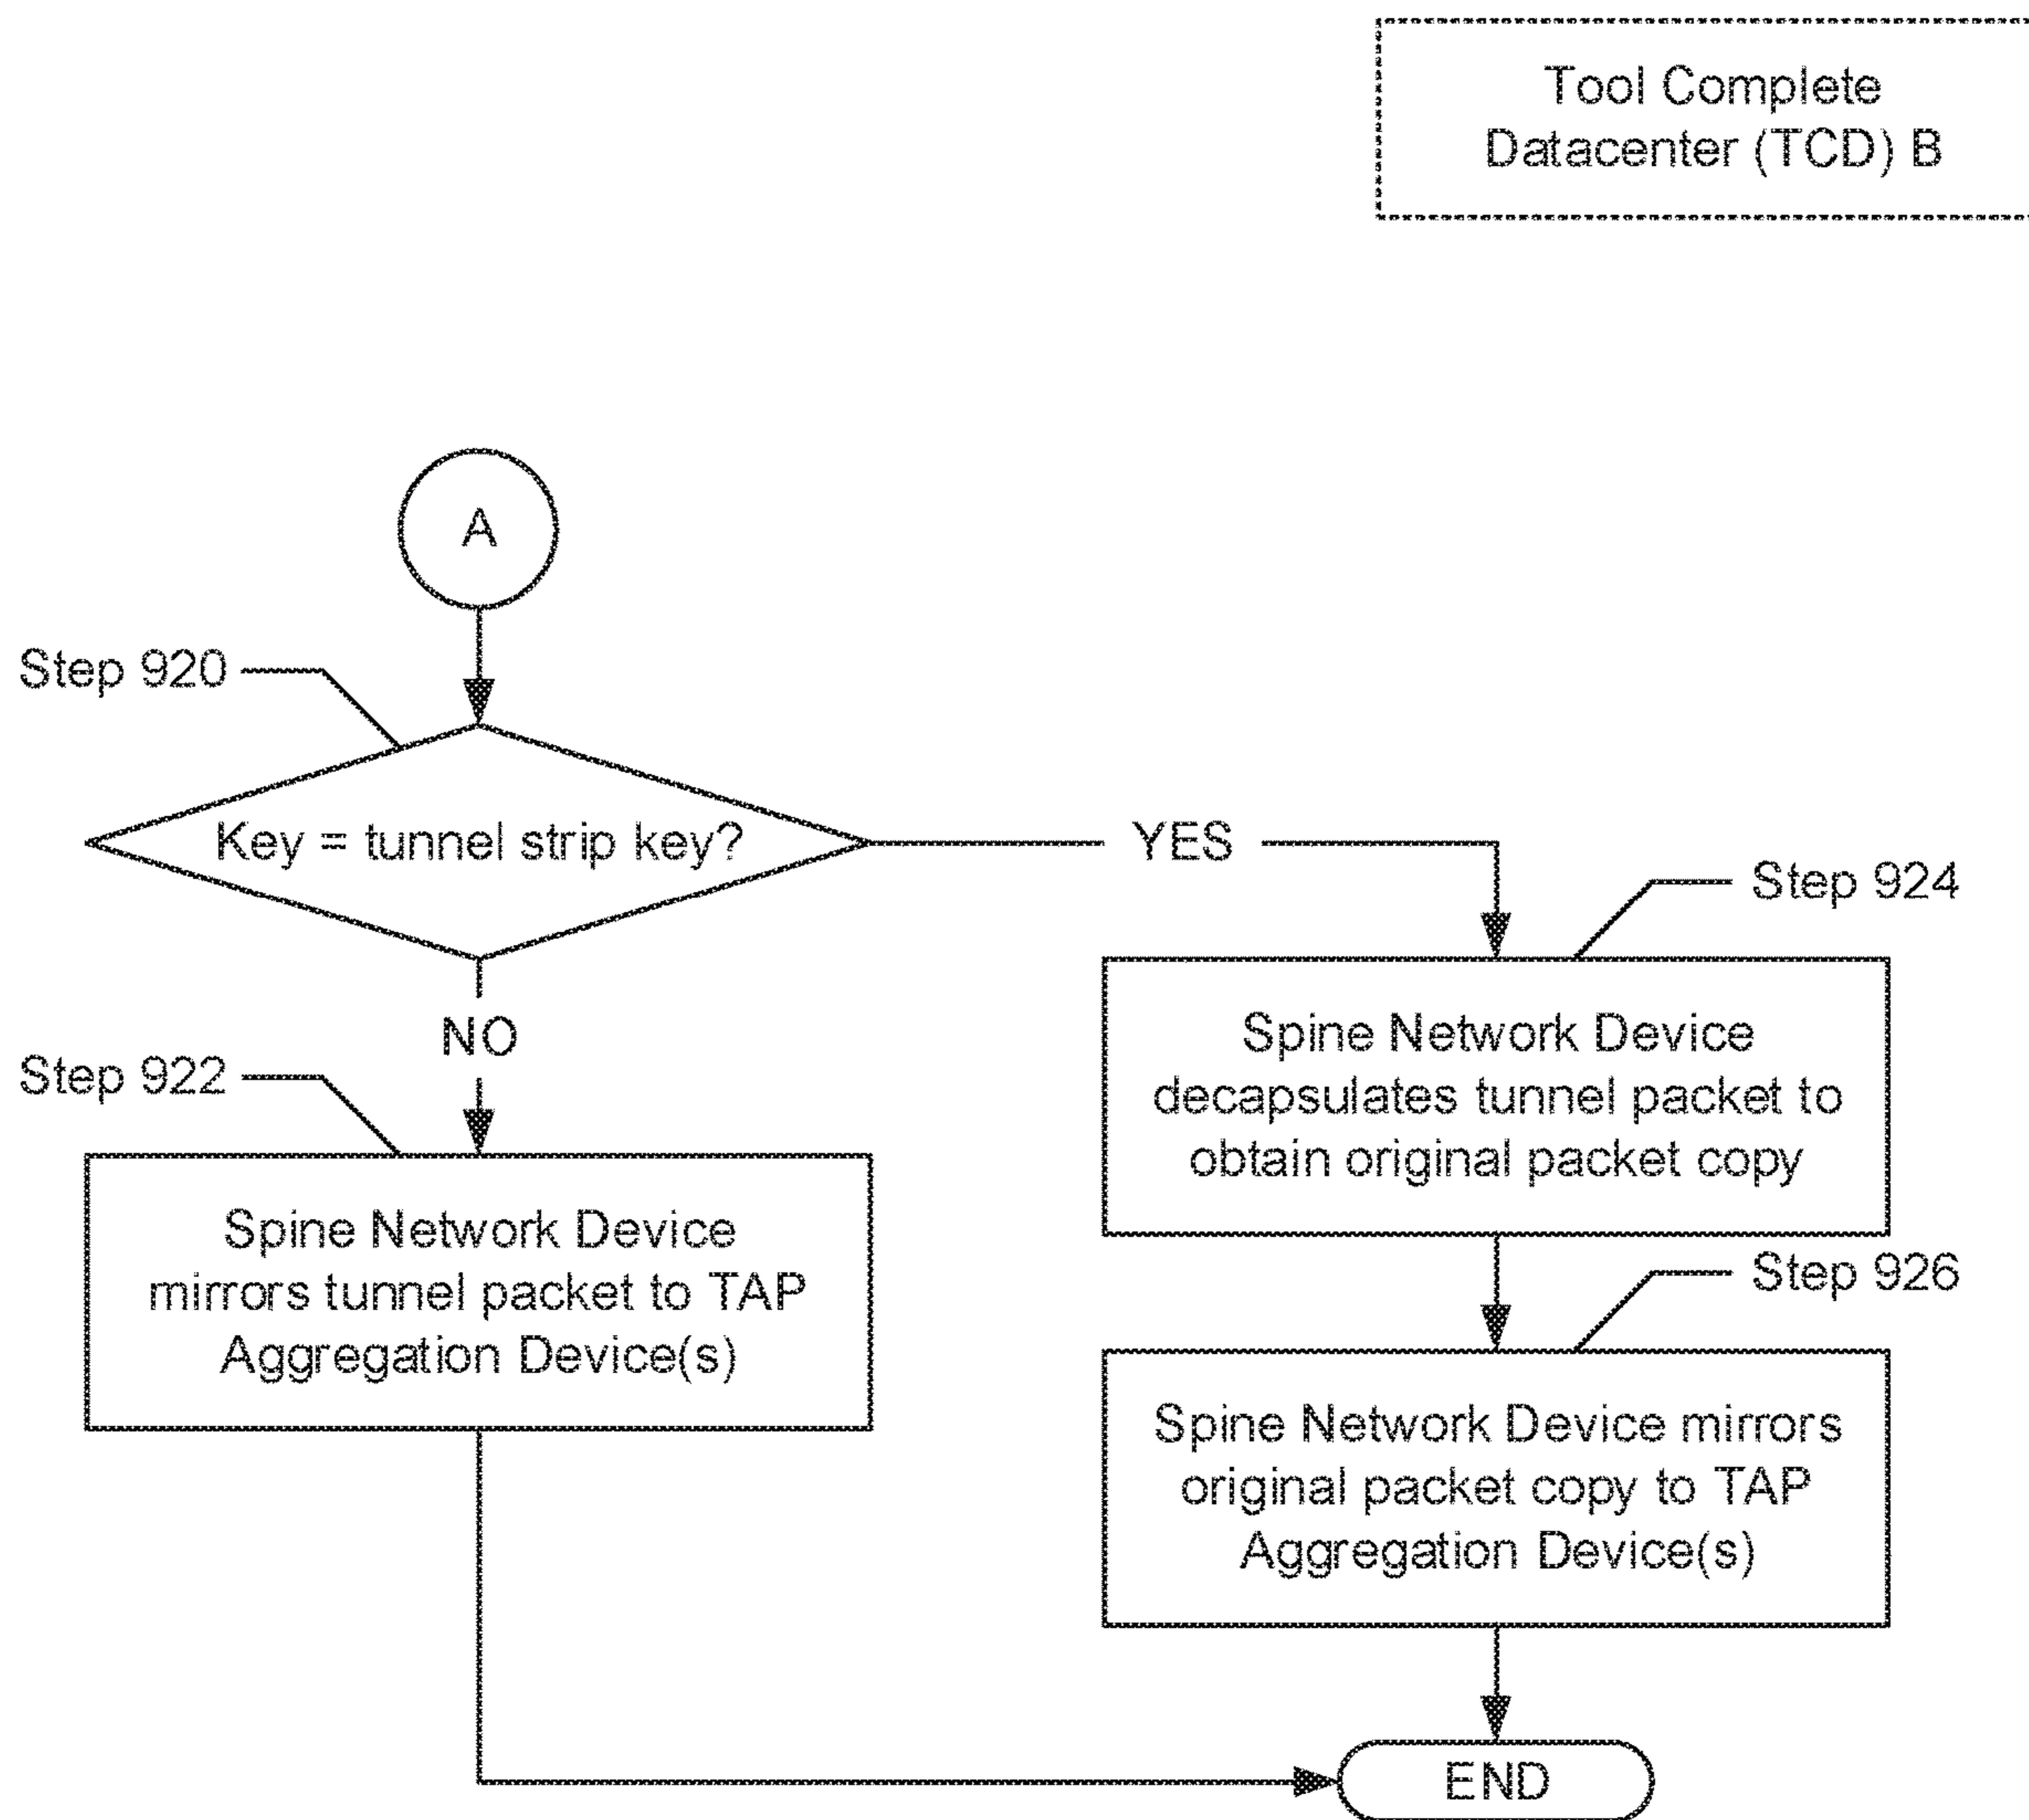 Tool Complete
Datacenter (TCD) B
A
Step 920
Key = tunnel strip key?
YES
Step 924
NO
Spine Network Device
decapsulates tunnel packet to
obtain original packet copy
Step 922
Spine Network Device
mirrors tunnel packet to TAP
Aggregation Device(s)
Step 926
Spine Network Device mirrors
original packet copy to TAP
Aggregation Device(s)
END